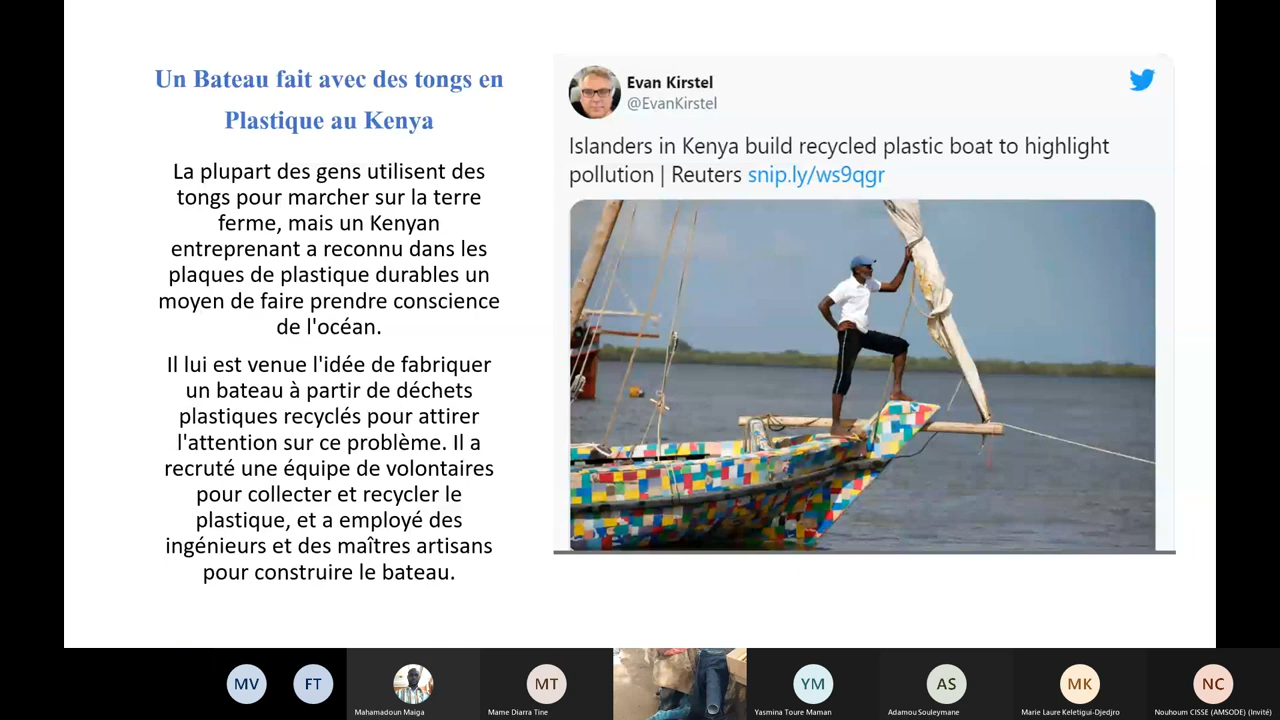 Un Bateau fait avec des tongs en
Plastique au Kenya
La plupart des gens utilisent des
tongs pour marcher sur la terre
ferme, mais un Kenyan
entreprenant a reconnu dans les
plaques de plastique durables un
moyen de faire prendre conscience
de l'océan.
Il lui est venue l'idée de fabriquer
un bateau à partir de déchets
plastiques recyclés pour attirer
l'attention sur ce problème. Il a
recruté une équipe de volontaires
pour collecter et recycler le
plastique, et a employé des
ingénieurs et des maîtres artisans
pour construire le bateau.
Evan Kirstel
@EvanKirstel
Islanders in Kenya build recycled plastic boat to highlight
pollution | Reuters snip.ly/ws9qgr
MV
FT
Mahamadoun Maiga
MT
Mame Diarra Tine
YM
Yasmina Toure Maman
AS
Adamou Souleymane
MK
Marie Laure Keletigui-Djedjro
NC
Nouhoum CISSE (AMSODE) (Invité)